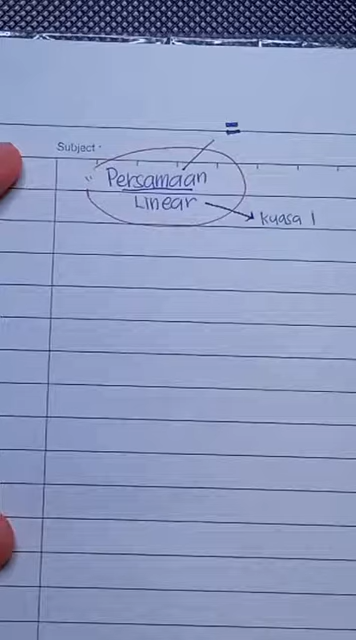 =
Subject :
" Persamaan
Linear
kuasa 1